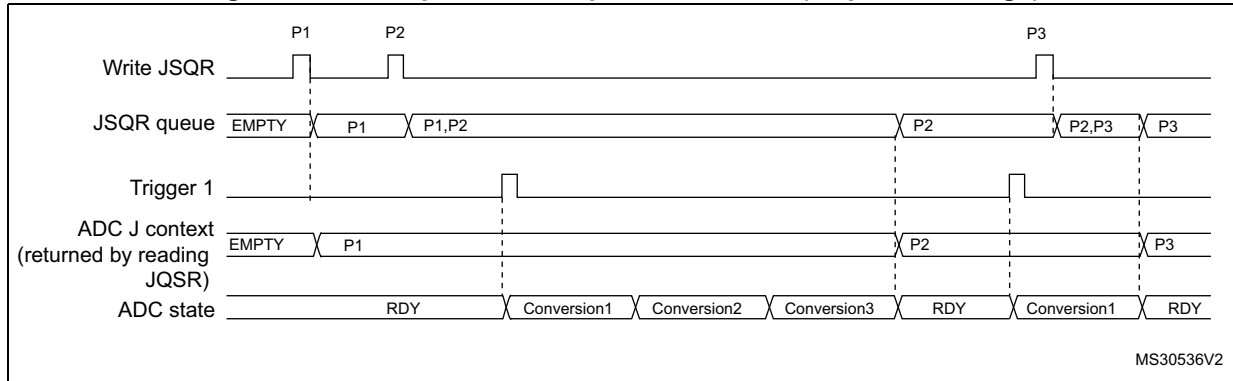 P1 P2 P3
Write JSQR
JSQR queue EMPTY P1 P1,P2 P2 P2,P3 P3
Trigger 1
ADC J context
(returned by reading
JQSR)
EMPTY P1 P2 P3
ADC state RDY Conversion1 Conversion2 Conversion3 RDY Conversion1 RDY
MS30536V2